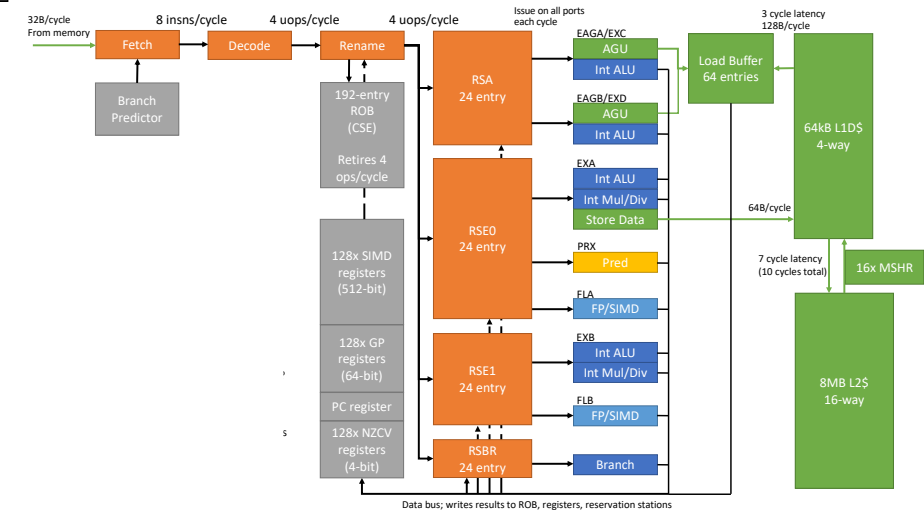 32B/cycle
From memory
8 insns/cycle
4 uops/cycle
4 uops/cycle
Issue on all ports
each cycle
3 cycle latency
128B/cycle
Fetch
Decode
Rename
Branch
Predictor
192-entry
ROB
(CSE)
Retires 4
ops/cycle
128x SIMD
registers
(512-bit)
128x GP
registers
(64-bit)
PC register
128x NZCV
registers
(4-bit)
s
RSA
24 entry
RSE0
24 entry
RSE1
24 entry
RSBR
24 entry
EAGA/EXC
AGU
Int ALU
EAGB/EXD
AGU
Int ALU
EXA
Int ALU
Int Mul/Div
Store Data
PRX
Pred
FLA
FP/SIMD
EXB
Int ALU
Int Mul/Div
FLB
FP/SIMD
Branch
Load Buffer
64 entries
64kB L1D$
4-way
64B/cycle
7 cycle latency
(10 cycles total)
16x MSHR
8MB L2$
16-way
Data bus; writes results to ROB, registers, reservation stations